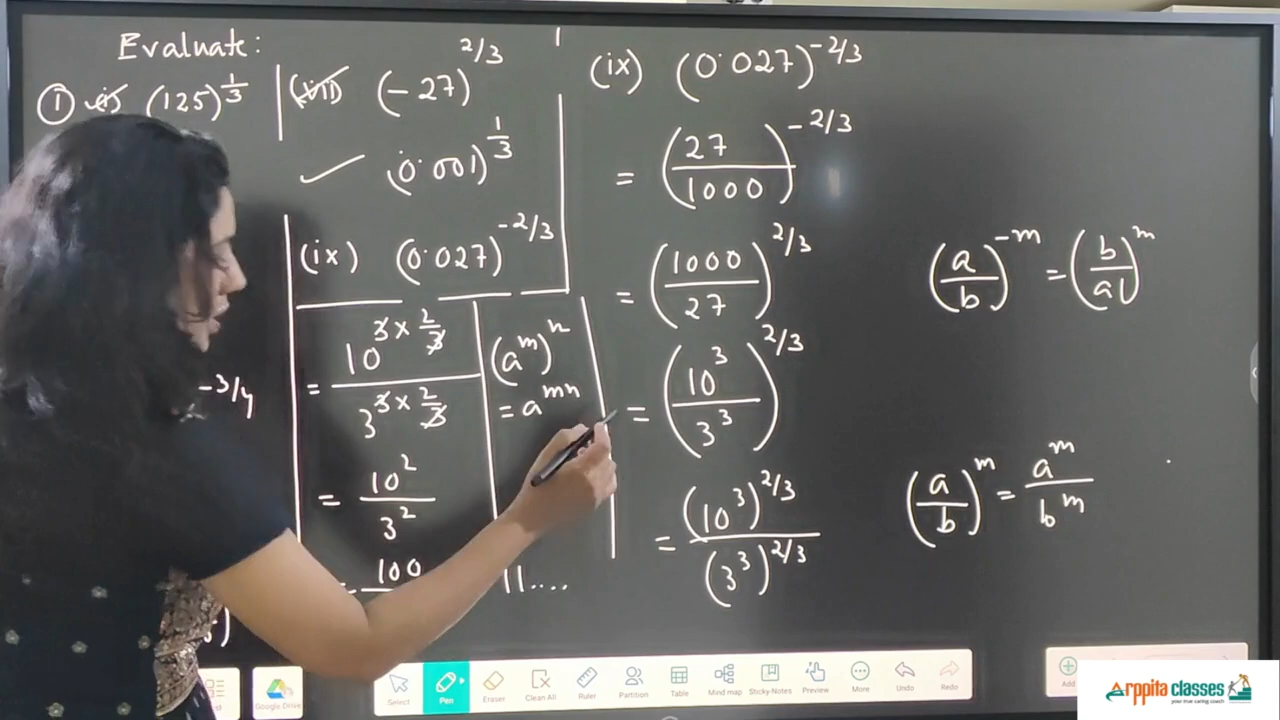 Evaluate:
① (i) (125)^{1/3}
(vii) (-27)^{2/3}
(0.001)^{1/3}
(ix) (0.027)^{-2/3}
-3/4
= 10^{3×2/3} / 3^{3×2/3}
= 10^2 / 3^2
100
(a^m)^n
= a^{mn}
11....
(ix) (0.027)^{-2/3}
= (27/1000)^{-2/3}
= (1000/27)^{2/3}
= (10^3/3^3)^{2/3}
= (10^3)^{2/3} / (3^3)^{2/3}
(a/b)^{-m} = (b/a)^m
(a/b)^m = a^m/b^m
Google Drive
Select
Pen
Eraser
Clean All
Ruler
Partition
Table
Mind map
Sticky-Notes
Preview
More
Undo
Redo
Add
Arppita classes
your true caring coach